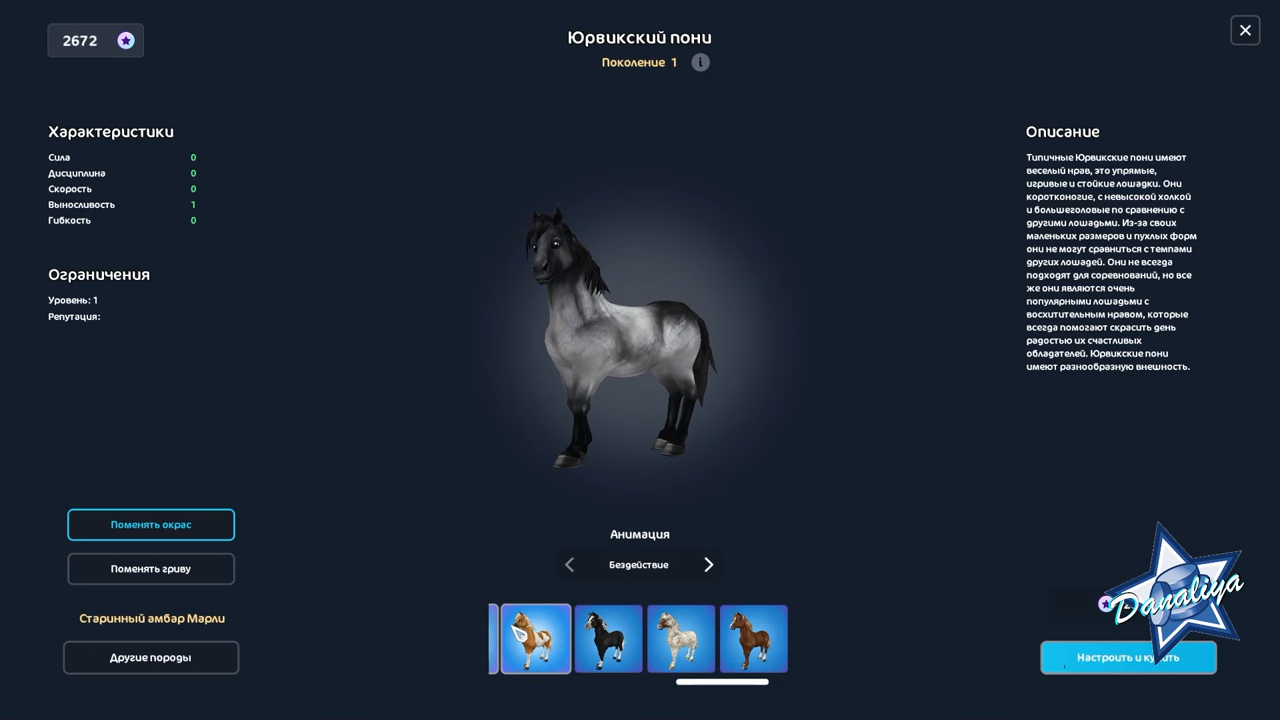 2672
Юрвикский пони
Поколение 1
i
Характеристики
Сила 0
Дисциплина 0
Скорость 0
Выносливость 1
Гибкость 0
Ограничения
Уровень: 1
Репутация:
Описание
Типичные Юрвикские пони имеют
веселый нрав, это упрямые,
игривые и стойкие лошадки. Они
коротконогие, с невысокой холкой
и большеголовые по сравнению с
другими лошадьми. Из-за своих
маленьких размеров и пухлых форм
они не могут сравниться с темпами
других лошадей. Они не всегда
подходят для соревнований, но все
же они являются очень
популярными лошадьми с
восхитительным нравом, которые
всегда помогают скрасить день
радостью их счастливых
обладателей. Юрвикские пони
имеют разнообразную внешность.
Поменять окрас
Поменять гриву
Старинный амбар Марли
Другие породы
Анимация
Бездействие
Danaliya
Настроить и купить